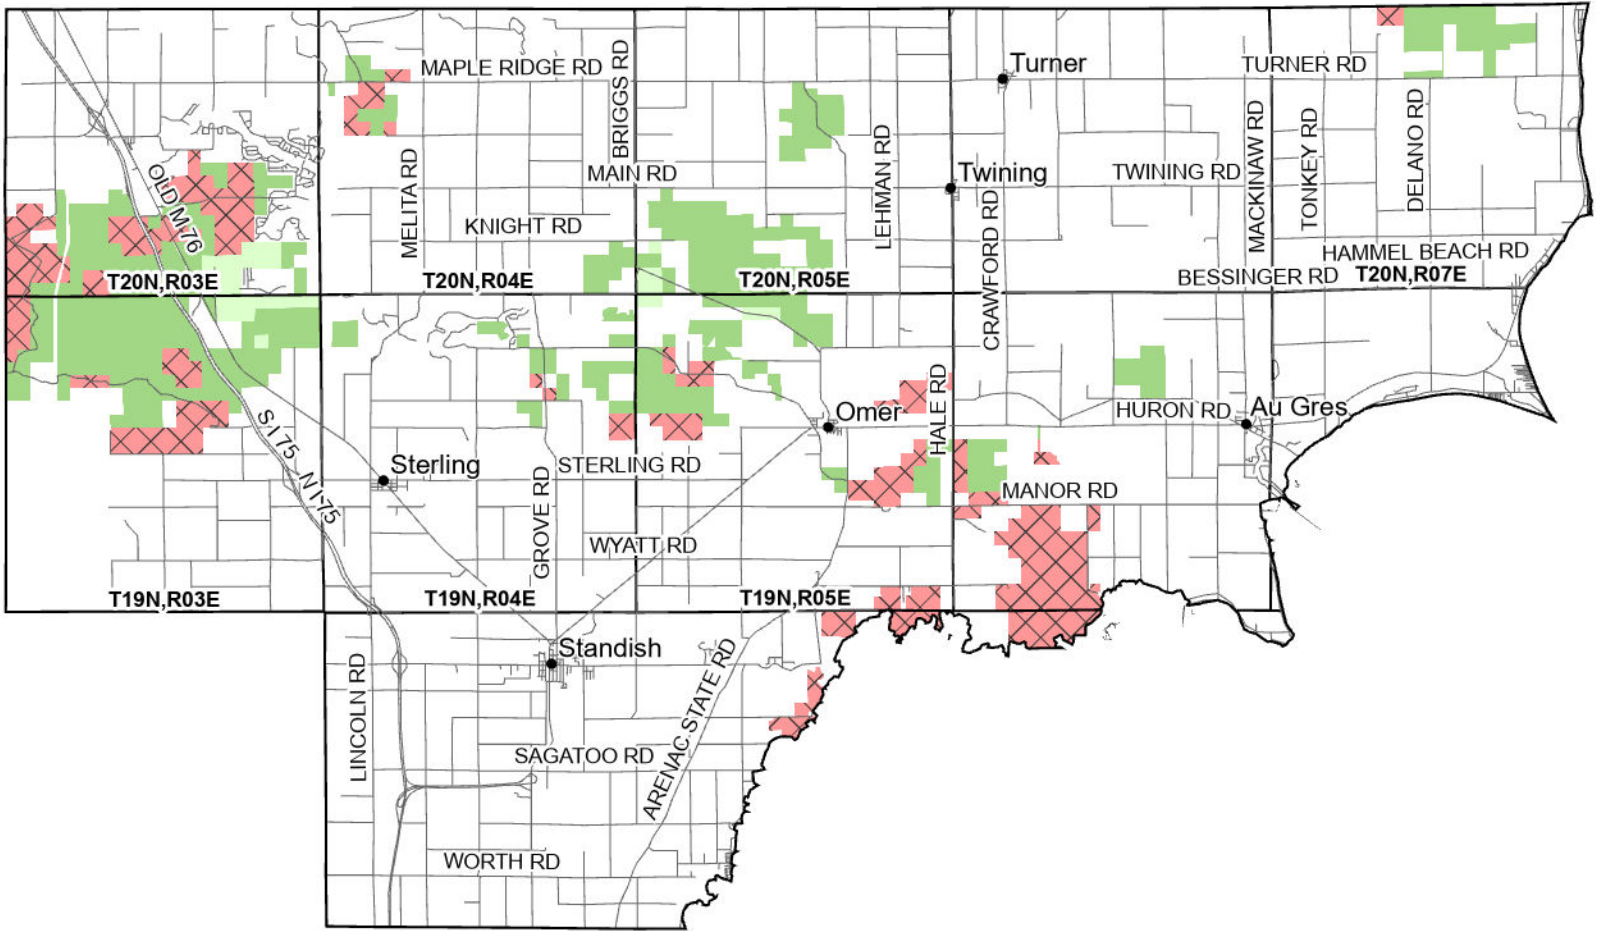 Turner
MAPLE RIDGE RD
TURNER RD
BRIGGS RD
MACKINAW RD
TONKEY RD
DELANO RD
LEHMAN RD
MAIN RD
Twining
TWINING RD
OLD M-76
MELITA RD
KNIGHT RD
CRAWFORD RD
HAMMEL BEACH RD
BESSINGER RD
T20N,R03E
T20N,R04E
T20N,R05E
T20N,R07E
HALE RD
Omer
HURON RD
Au Gres
S I 75
N I 75
Sterling
STERLING RD
GROVE RD
MANOR RD
WYATT RD
T19N,R03E
T19N,R04E
T19N,R05E
Standish
LINCOLN RD
ARENAC STATE RD
SAGATOO RD
WORTH RD